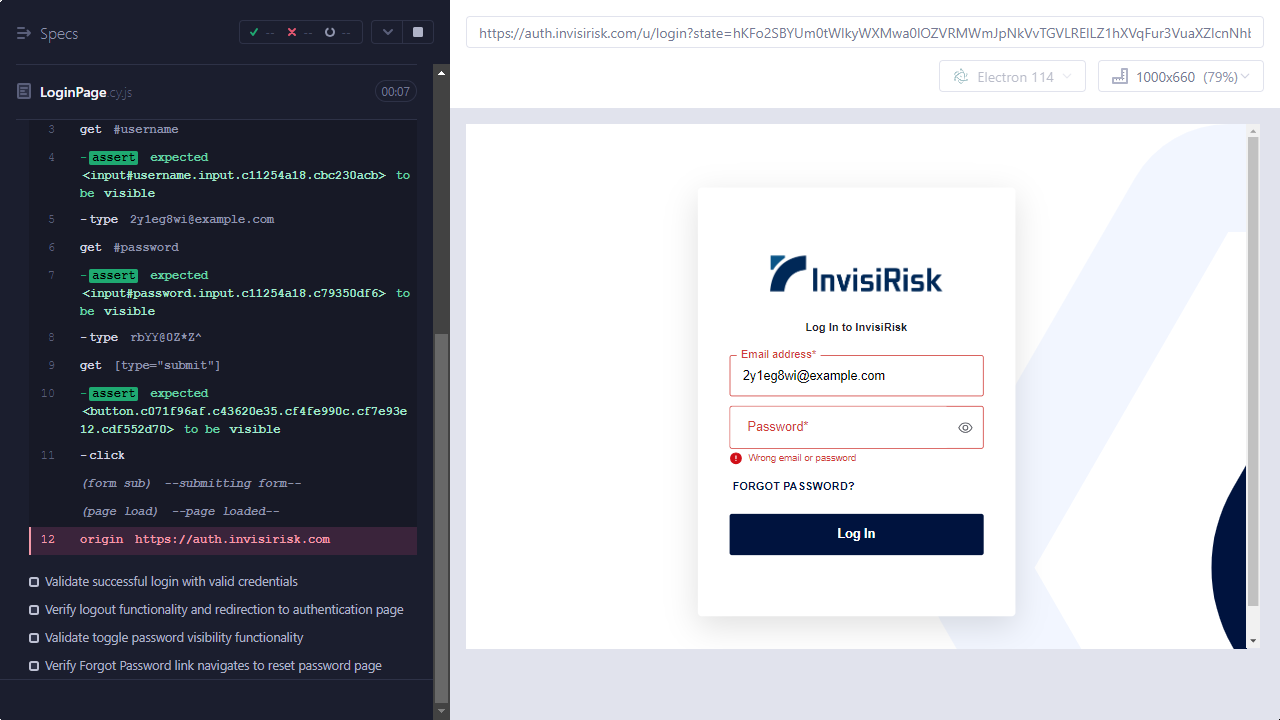 Specs
--
--
--
LoginPage.cy.js
00:07
3 get #username
4 -assert expected
<input#username.input.c11254a18.cbc230acb> to
be visible
5 -type 2y1eg8wi@example.com
6 get #password
7 -assert expected
<input#password.input.c11254a18.c79350df6> to
be visible
8 -type rbYY@OZ*Z^
9 get [type="submit"]
10 -assert expected
<button.c071f96af.c43620e35.cf4fe990c.cf7e93e
12.cdf552d70> to be visible
11 -click
(form sub) --submitting form--
(page load) --page loaded--
12 origin https://auth.invisirisk.com
Validate successful login with valid credentials
Verify logout functionality and redirection to authentication page
Validate toggle password visibility functionality
Verify Forgot Password link navigates to reset password page
https://auth.invisirisk.com/u/login?state=hKFo2SBYUm0tWlkyWXMwa0lOZVRMWmJpNkVvTGVLRElLZ1hXVqFur3VuaXZlcnNhb
Electron 114
1000x660 (79%)
InvisiRisk
Log In to InvisiRisk
Email address*
2y1eg8wi@example.com
Password*
Wrong email or password
FORGOT PASSWORD?
Log In